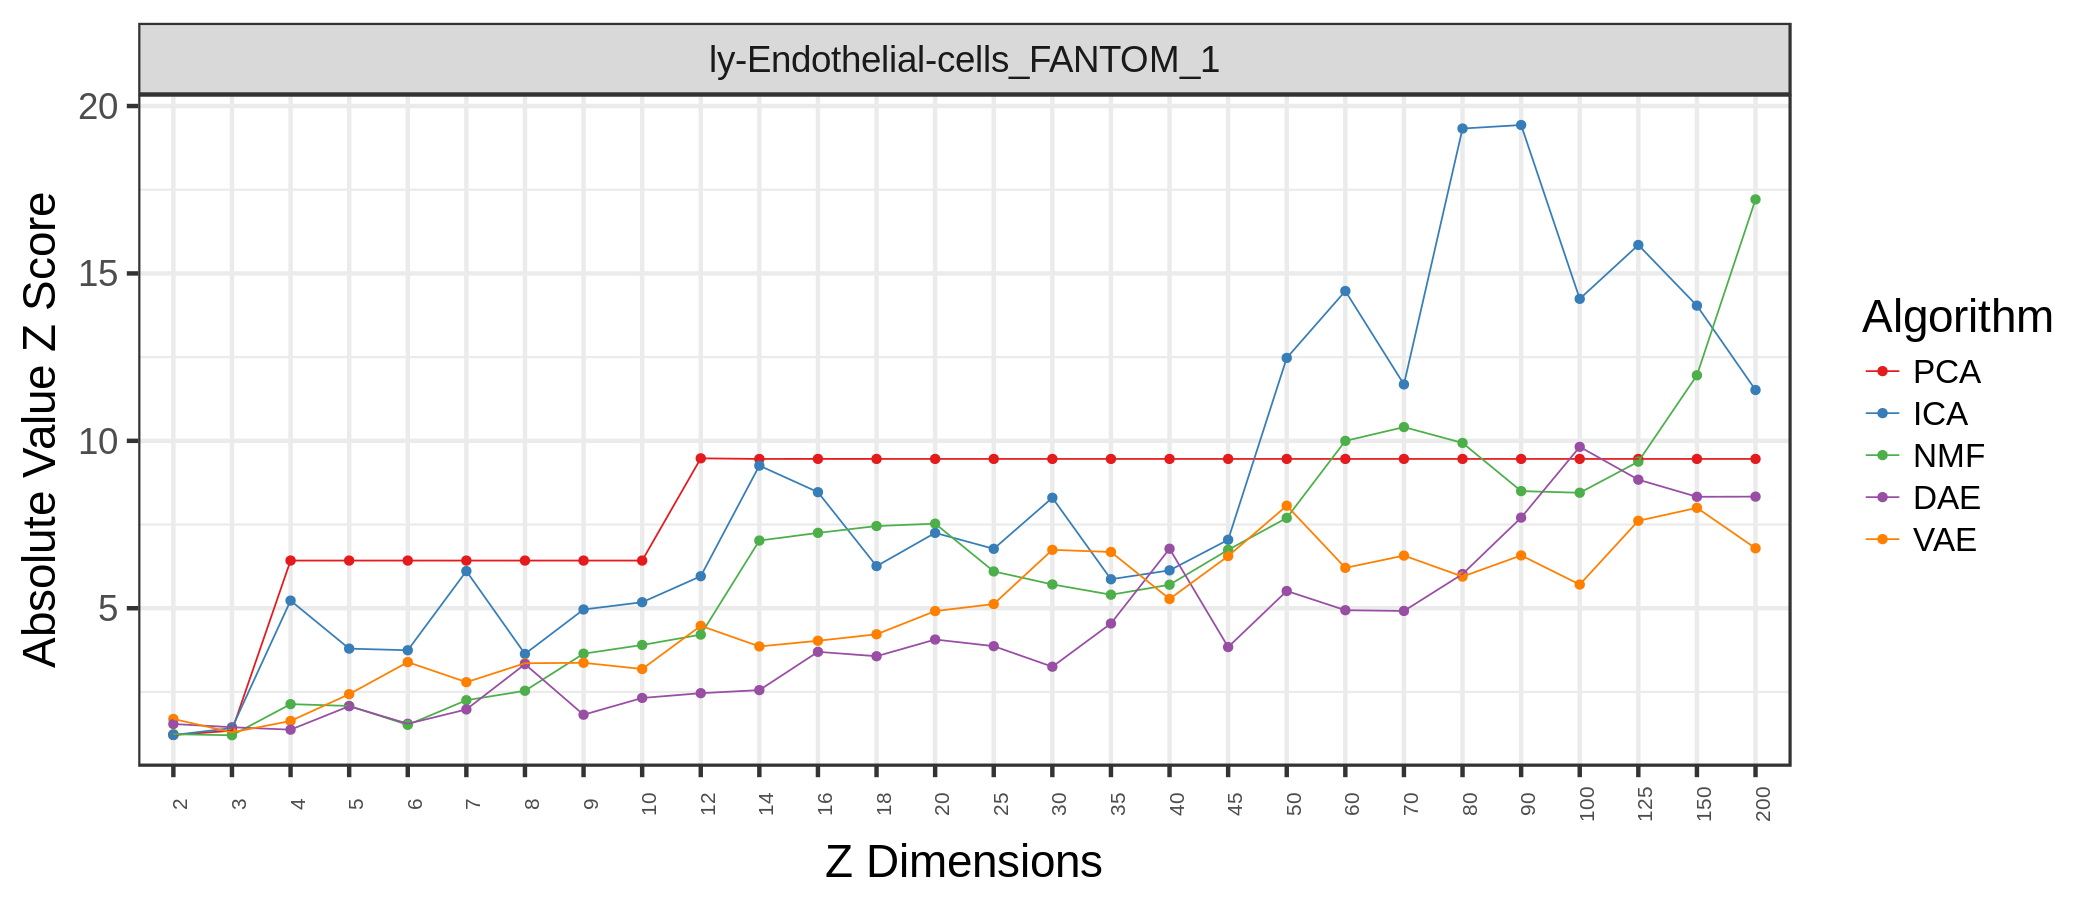 ly-Endothelial-cells_FANTOM_1
Absolute Value Z Score
20
15
10
5
2 3 4 5 6 7 8 9 10 12 14 16 18 20 25 30 35 40 45 50 60 70 80 90 100 125 150 200
Z Dimensions
Algorithm
PCA
ICA
NMF
DAE
VAE